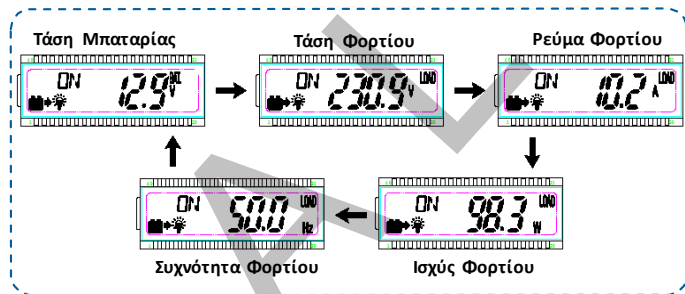 Τάση Μπαταρίας
Τάση Φορτίου
Ρεύμα Φορτίου
ON 12.9 BAT V
ON 230.9 V LOAD
ON 10.2 A LOAD
ON 50.0 Hz LOAD
ON 98.3 W LOAD
Συχνότητα Φορτίου
Ισχύς Φορτίου